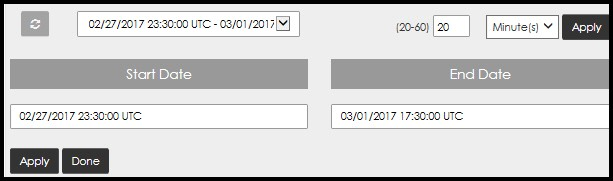 02/27/2017 23:30:00 UTC - 03/01/2017 (20-60) 20 Minute(s) Apply
Start Date End Date
02/27/2017 23:30:00 UTC 03/01/2017 17:30:00 UTC
Apply Done